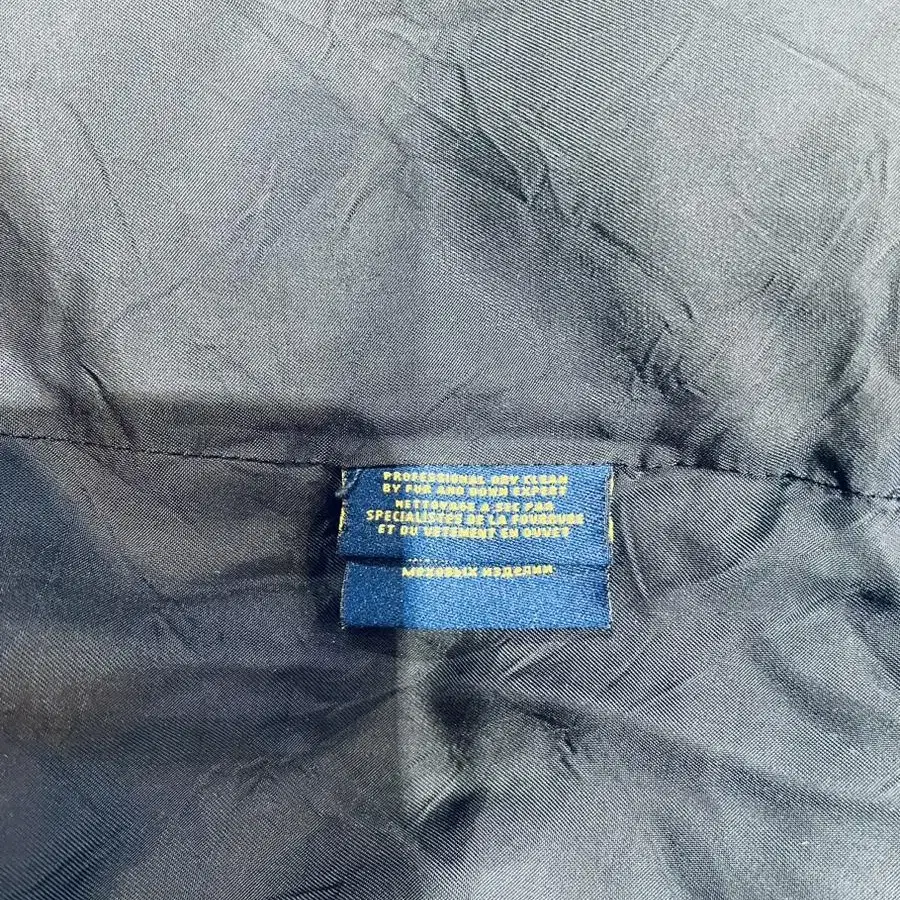 PROFESSIONAL DRY CLEAN
BY FUR AND DOWN EXPERT
NETTOYAGE A SEC PAR
SPECIALISTES DE LA FOURRURE
ET DU VETEMENT EN DUVET
меховых изделий